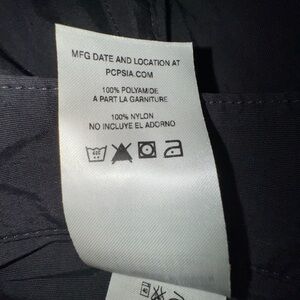 MFG DATE AND LOCATION AT
PCPSIA.COM
100% POLYAMIDE
A PART LA GARNITURE
100% NYLON
NO INCLUYE EL ADORNO